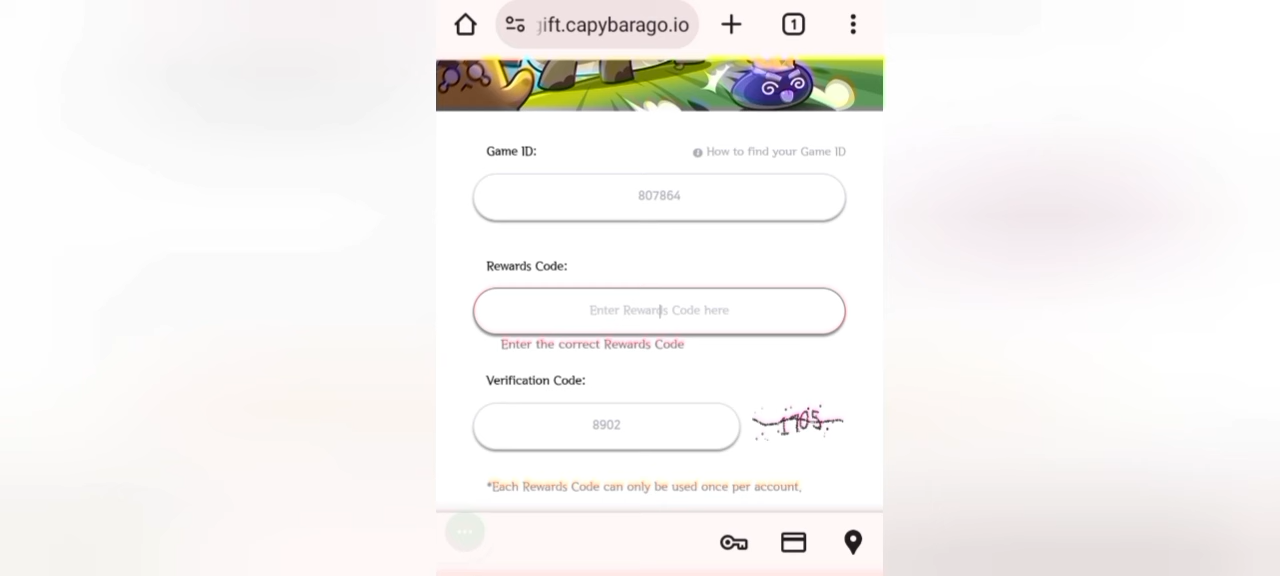 ift.capybarago.io
1
Game ID:
How to find your Game ID
807864
Rewards Code:
Enter Rewards Code here
Enter the correct Rewards Code
Verification Code:
8902
1705
*Each Rewards Code can only be used once per account,